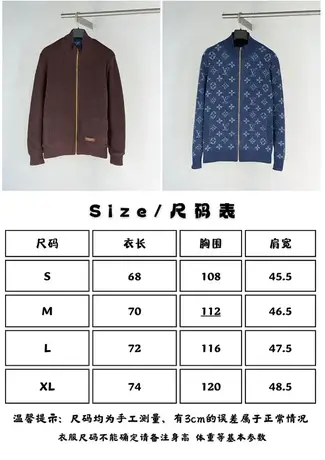 Size/尺码表
尺码 衣长 胸围 肩宽
S 68 108 45.5
M 70 112 46.5
L 72 116 47.5
XL 74 120 48.5
温馨提示：尺码均为手工测量、有3cm的误差属于正常情况
衣服尺码不能确定请备注身高 体重等基本参数